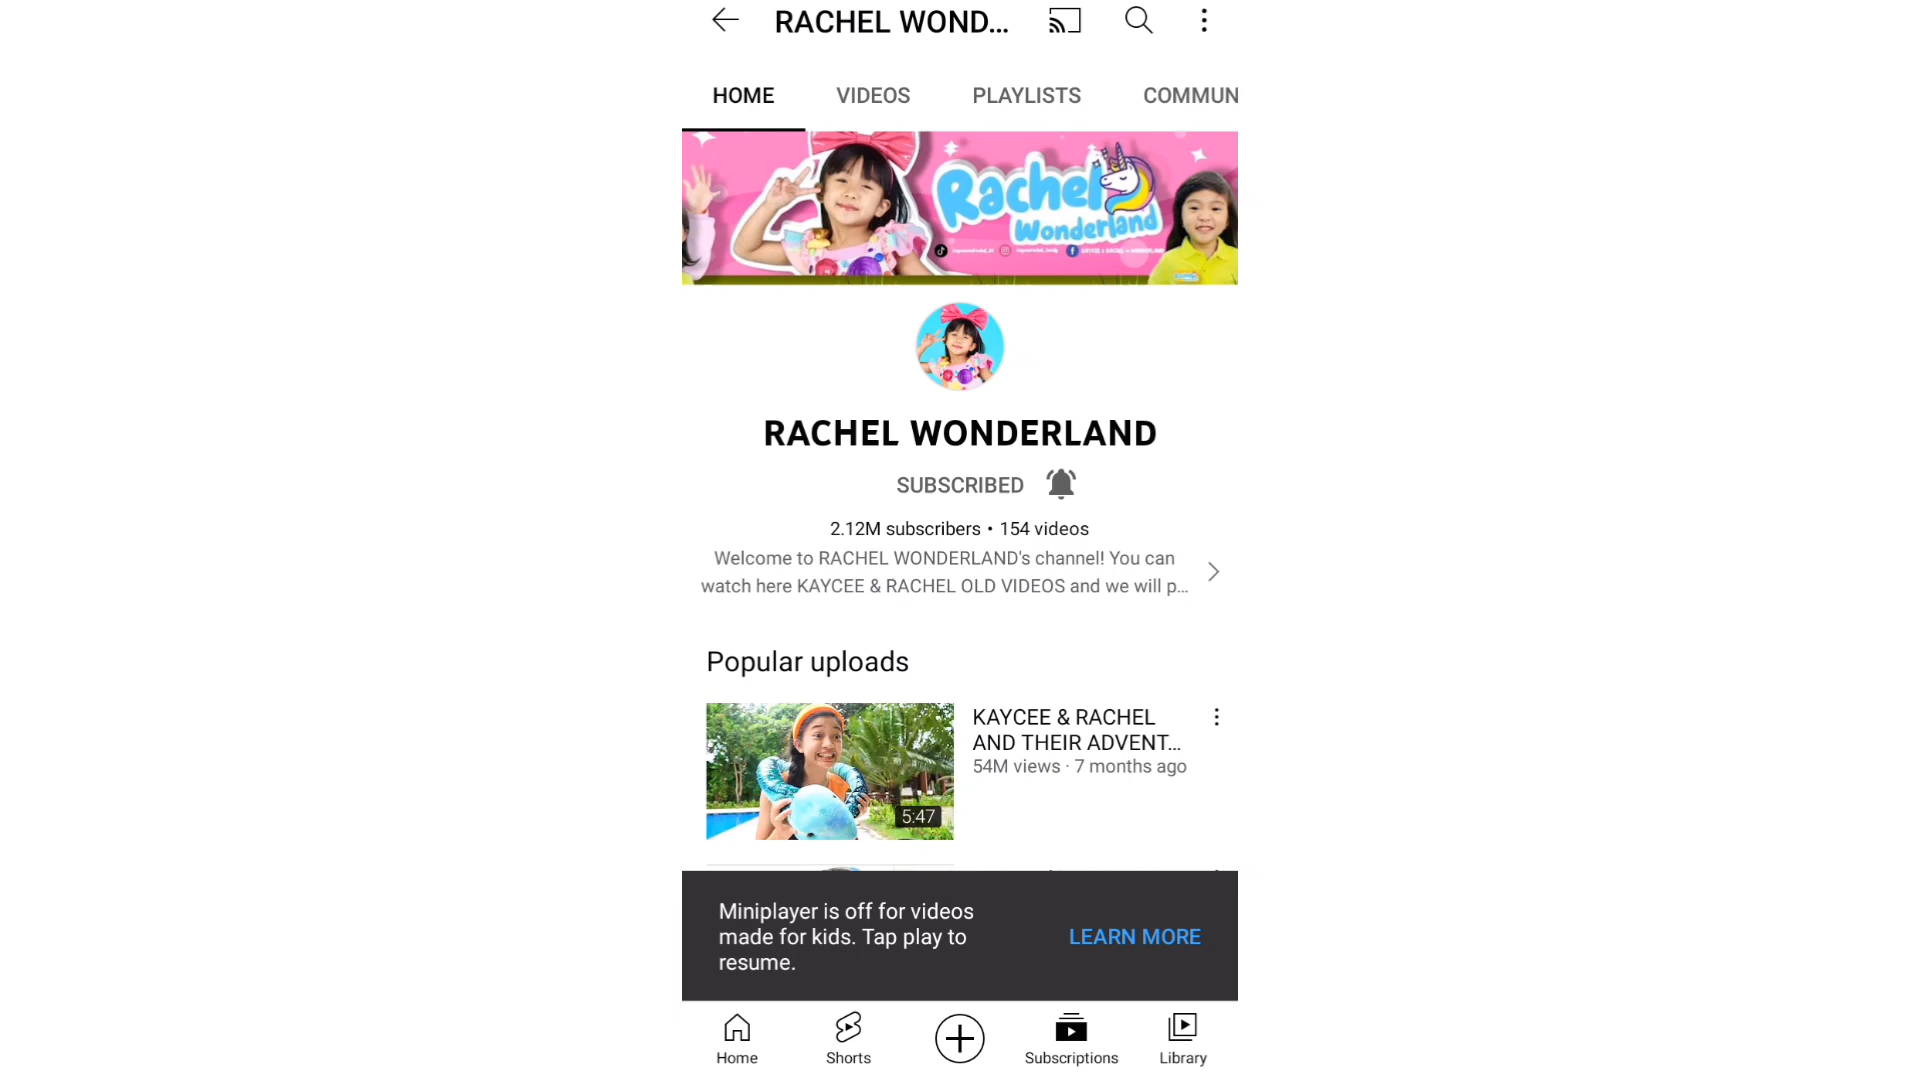 RACHEL WOND...
HOME VIDEOS PLAYLISTS COMMUN
Rachel
Wonderland
RACHEL WONDERLAND
SUBSCRIBED
2.12M subscribers • 154 videos
Welcome to RACHEL WONDERLAND's channel! You can
watch here KAYCEE & RACHEL OLD VIDEOS and we will p...
Popular uploads
KAYCEE & RACHEL
AND THEIR ADVENT...
54M views · 7 months ago
5:47
Miniplayer is off for videos
made for kids. Tap play to
resume.
LEARN MORE
Home Shorts Subscriptions Library